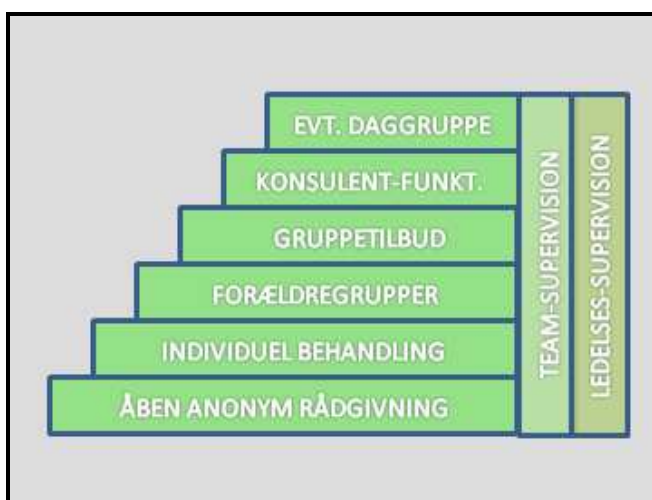 EVT. DAGGRUPPE
KONSULENT-FUNKT.
GRUPPETILBUD
FORÆLDREGRUPPER
INDIVIDUEL BEHANDLING
ÅBEN ANONYM RÅDGIVNING
TEAM-SUPERVISION
LEDELSES-SUPERVISION